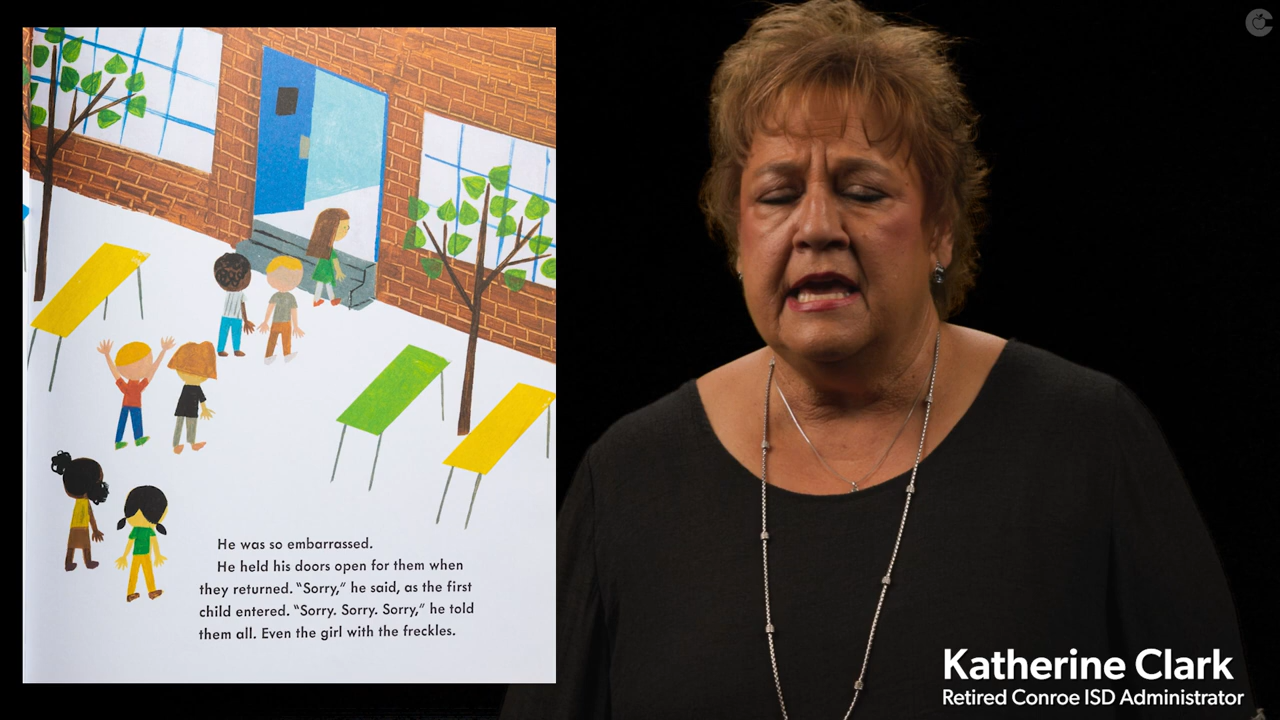 He was so embarrassed.
He held his doors open for them when
they returned. “Sorry,” he said, as the first
child entered. “Sorry. Sorry. Sorry,” he told
them all. Even the girl with the freckles.
Katherine Clark
Retired Conroe ISD Administrator